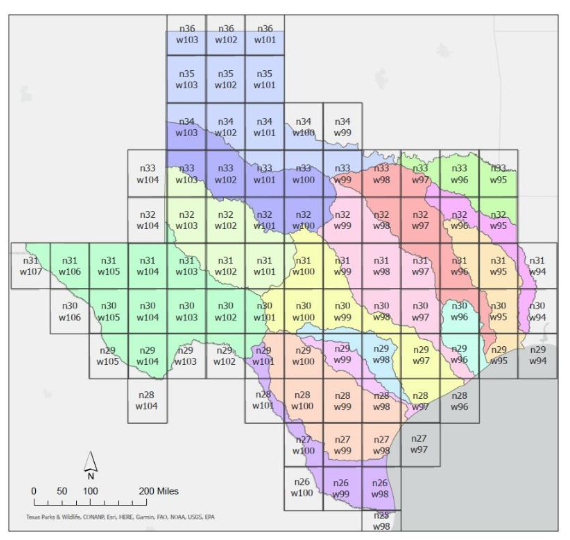 n36 n36 n36
w103 w102 w101
n35 n35 n35
w103 w102 w101
n34 n34 n34 n34 n34
w103 w102 w101 w100 w99
n33 n33 n33 n33 n33 n33 n33 n33 n33 n33
w104 w103 w102 w101 w100 w99 w98 w97 w96 w95
n32 n32 n32 n32 n32 n32 n32 n32 n32 n32
w104 w103 w102 w101 w100 w99 w98 w97 w96 w95
n31 n31 n31 n31 n31 n31 n31 n31 n31 n31 n31 n31 n31 n31
w107 w106 w105 w104 w103 w102 w101 w100 w99 w98 w97 w96 w95 w94
n30 n30 n30 n30 n30 n30 n30 n30 n30 n30 n30 n30 n30
w106 w105 w104 w103 w102 w101 w100 w99 w98 w97 w96 w95 w94
n29 n29 n29 n29 n29 n29 n29 n29 n29 n29 n29 n29
w105 w104 w103 w102 w101 w100 w99 w98 w97 w96 w95 w94
n28 n28 n28 n28 n28 n28 n28
w104 w101 w100 w99 w98 w97 w96
n27 n27 n27 n27
w100 w99 w98 w97
n26 n26 n26
w100 w99 w98
N
0 50 100 200 Miles
n25
w98
Texas Parks & Wildlife, CONANP, Esri, HERE, Garmin, FAO, NOAA, USGS, EPA